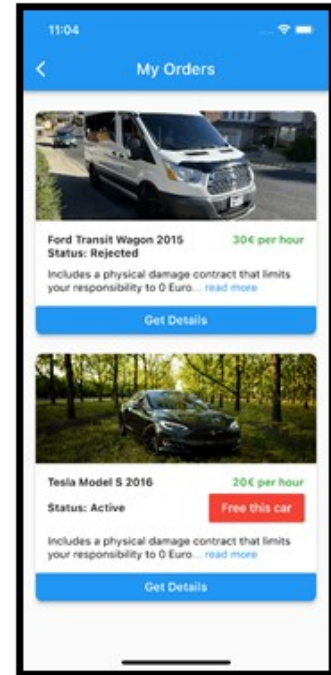 11:04
My Orders
Ford Transit Wagon 2015 30€ per hour
Status: Rejected
Includes a physical damage contract that limits
your responsibility to 0 Euro... read more
Get Details
Tesla Model S 2016 20€ per hour
Status: Active Free this car
Includes a physical damage contract that limits
your responsibility to 0 Euro... read more
Get Details